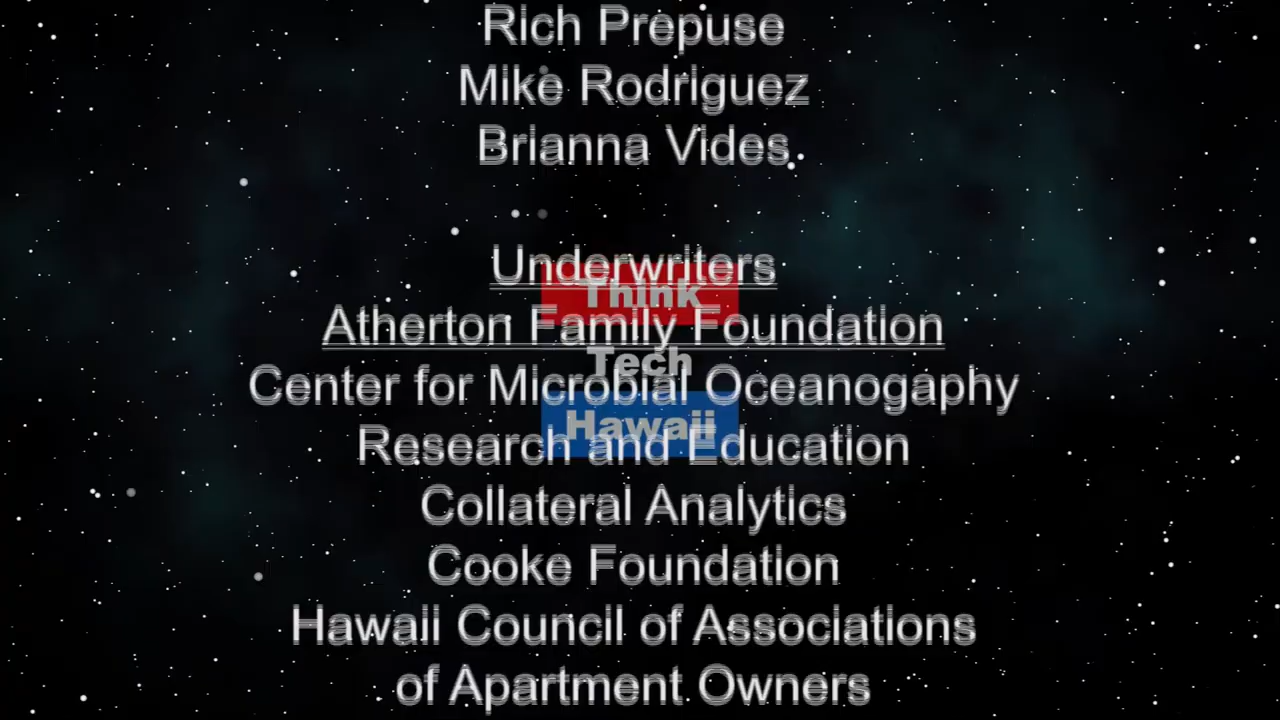 Rich Prepuse
Mike Rodriguez
Brianna Vides
Underwriters
Think
Atherton Family Foundation
Tech
Center for Microbial Oceanogaphy
Hawaii
Research and Education
Collateral Analytics
Cooke Foundation
Hawaii Council of Associations
of Apartment Owners